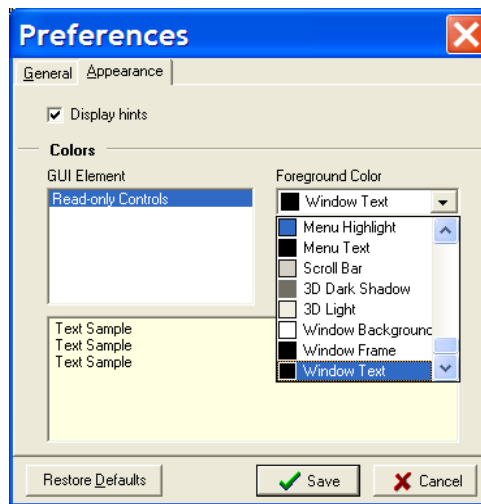 Preferences
General Appearance
Display hints
Colors
GUI Element
Foreground Color
Read-only Controls
Window Text
Menu Highlight
Menu Text
Scroll Bar
3D Dark Shadow
3D Light
Window Background
Window Frame
Window Text
Text Sample
Text Sample
Text Sample
Restore Defaults
Save
Cancel